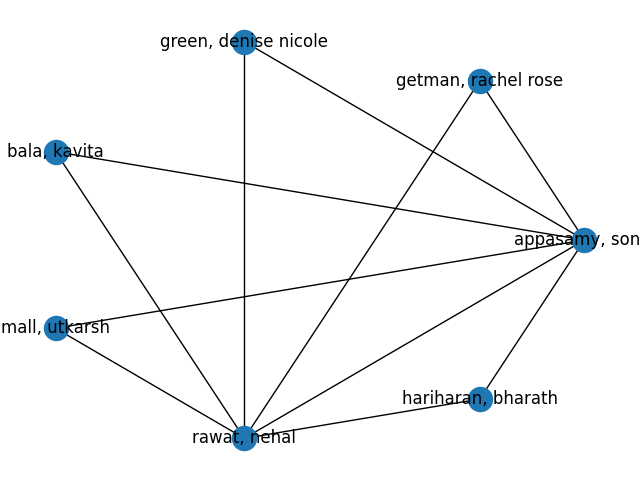 green, denise nicole
getman, rachel rose
bala, kavita
appasamy, son
mall, utkarsh
hariharan, bharath
rawat, nehal